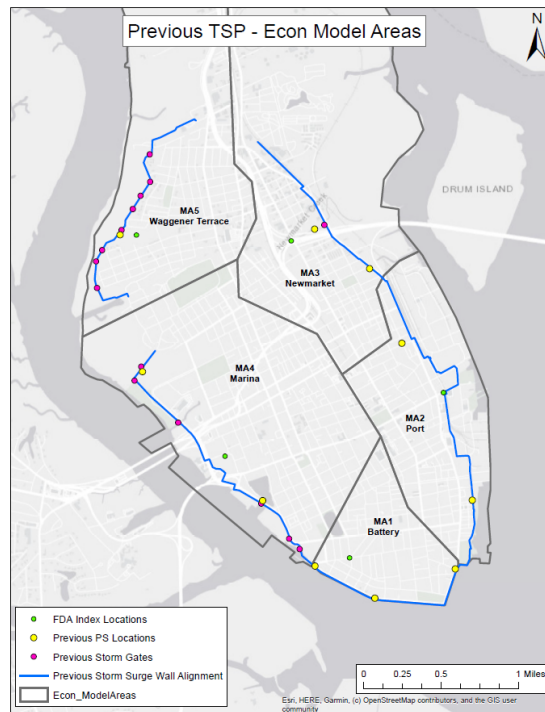 Previous TSP - Econ Model Areas
N
DRUM ISLAND
MA5
Waggener Terrace
MA3
Newmarket
MA4
Marina
MA2
Port
MA1
Battery
FDA Index Locations
Previous PS Locations
Previous Storm Gates
Previous Storm Surge Wall Alignment
Econ_ModelAreas
0 0.25 0.5 1 Miles
Esri, HERE, Garmin, (c) OpenStreetMap contributors, and the GIS user
community